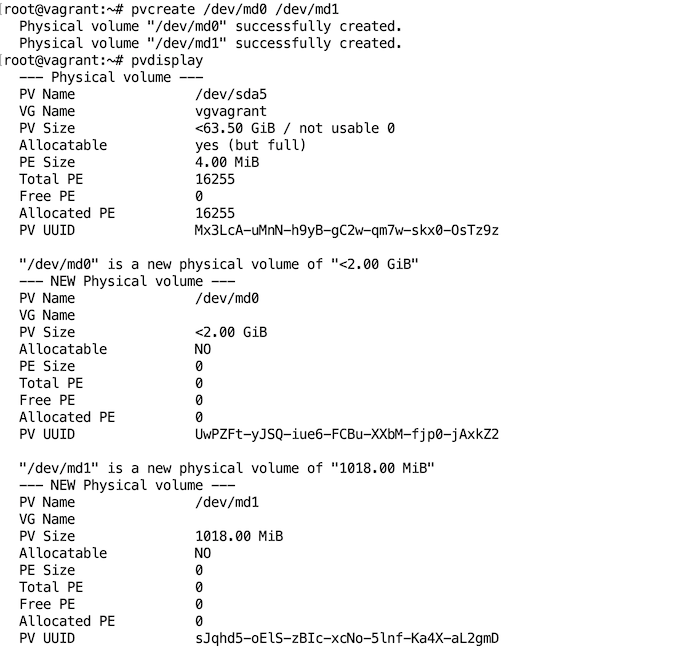 [root@vagrant:~# pvcreate /dev/md0 /dev/md1
  Physical volume "/dev/md0" successfully created.
  Physical volume "/dev/md1" successfully created.
[root@vagrant:~# pvdisplay
  --- Physical volume ---
  PV Name               /dev/sda5
  VG Name               vgvagrant
  PV Size               <63.50 GiB / not usable 0
  Allocatable           yes (but full)
  PE Size               4.00 MiB
  Total PE              16255
  Free PE               0
  Allocated PE          16255
  PV UUID               Mx3LcA-uMnN-h9yB-gC2w-qm7w-skx0-OsTz9z

  "/dev/md0" is a new physical volume of "<2.00 GiB"
  --- NEW Physical volume ---
  PV Name               /dev/md0
  VG Name
  PV Size               <2.00 GiB
  Allocatable           NO
  PE Size               0
  Total PE              0
  Free PE               0
  Allocated PE          0
  PV UUID               UwPZFt-yJSQ-iue6-FCBu-XXbM-fjp0-jAxkZ2

  "/dev/md1" is a new physical volume of "1018.00 MiB"
  --- NEW Physical volume ---
  PV Name               /dev/md1
  VG Name
  PV Size               1018.00 MiB
  Allocatable           NO
  PE Size               0
  Total PE              0
  Free PE               0
  Allocated PE          0
  PV UUID               sJqhd5-oElS-zBIc-xcNo-5lnf-Ka4X-aL2gmD